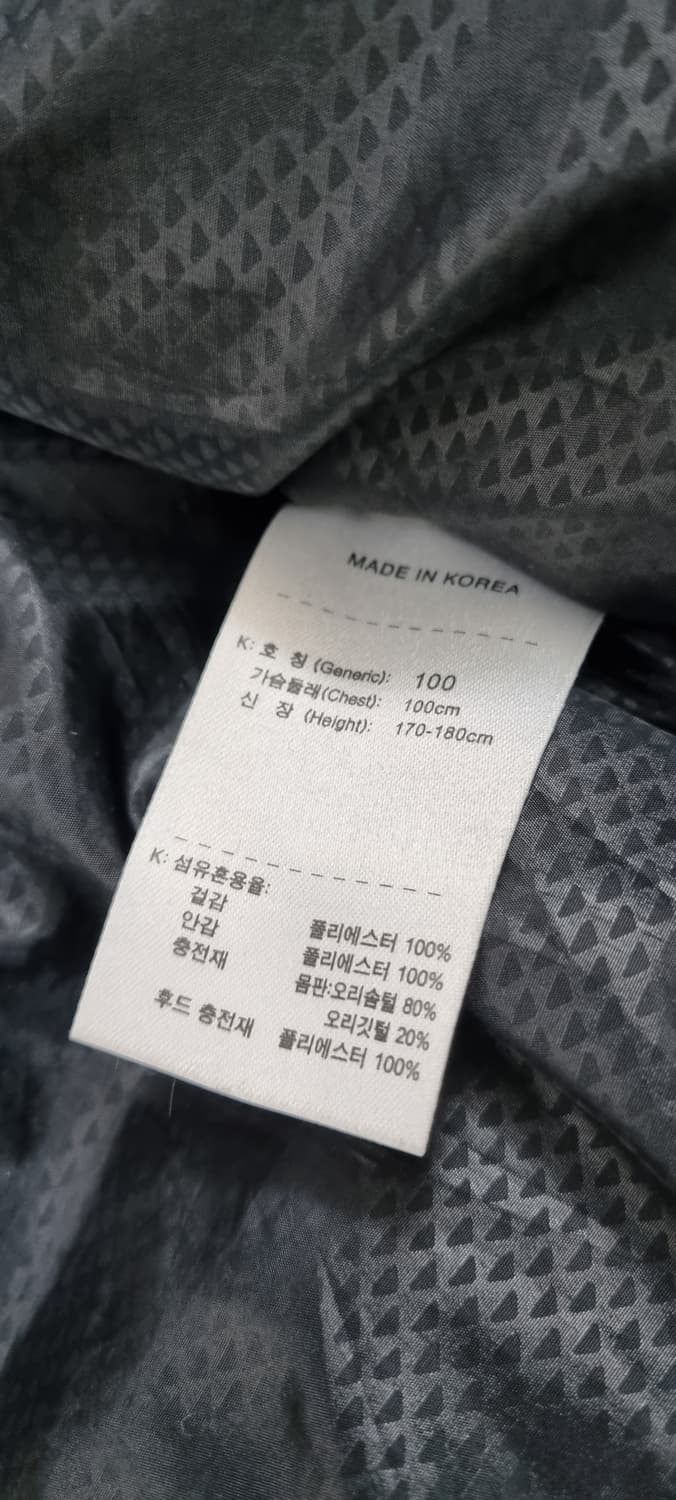 MADE IN KOREA
K: 호 칭 (Generic): 100
가슴둘레(Chest): 100cm
신 장 (Height): 170-180cm
K: 섬유혼용율:
겉감 폴리에스터 100%
안감 폴리에스터 100%
충전재 몸판:오리솜털 80%
오리깃털 20%
후드 충전재 폴리에스터 100%